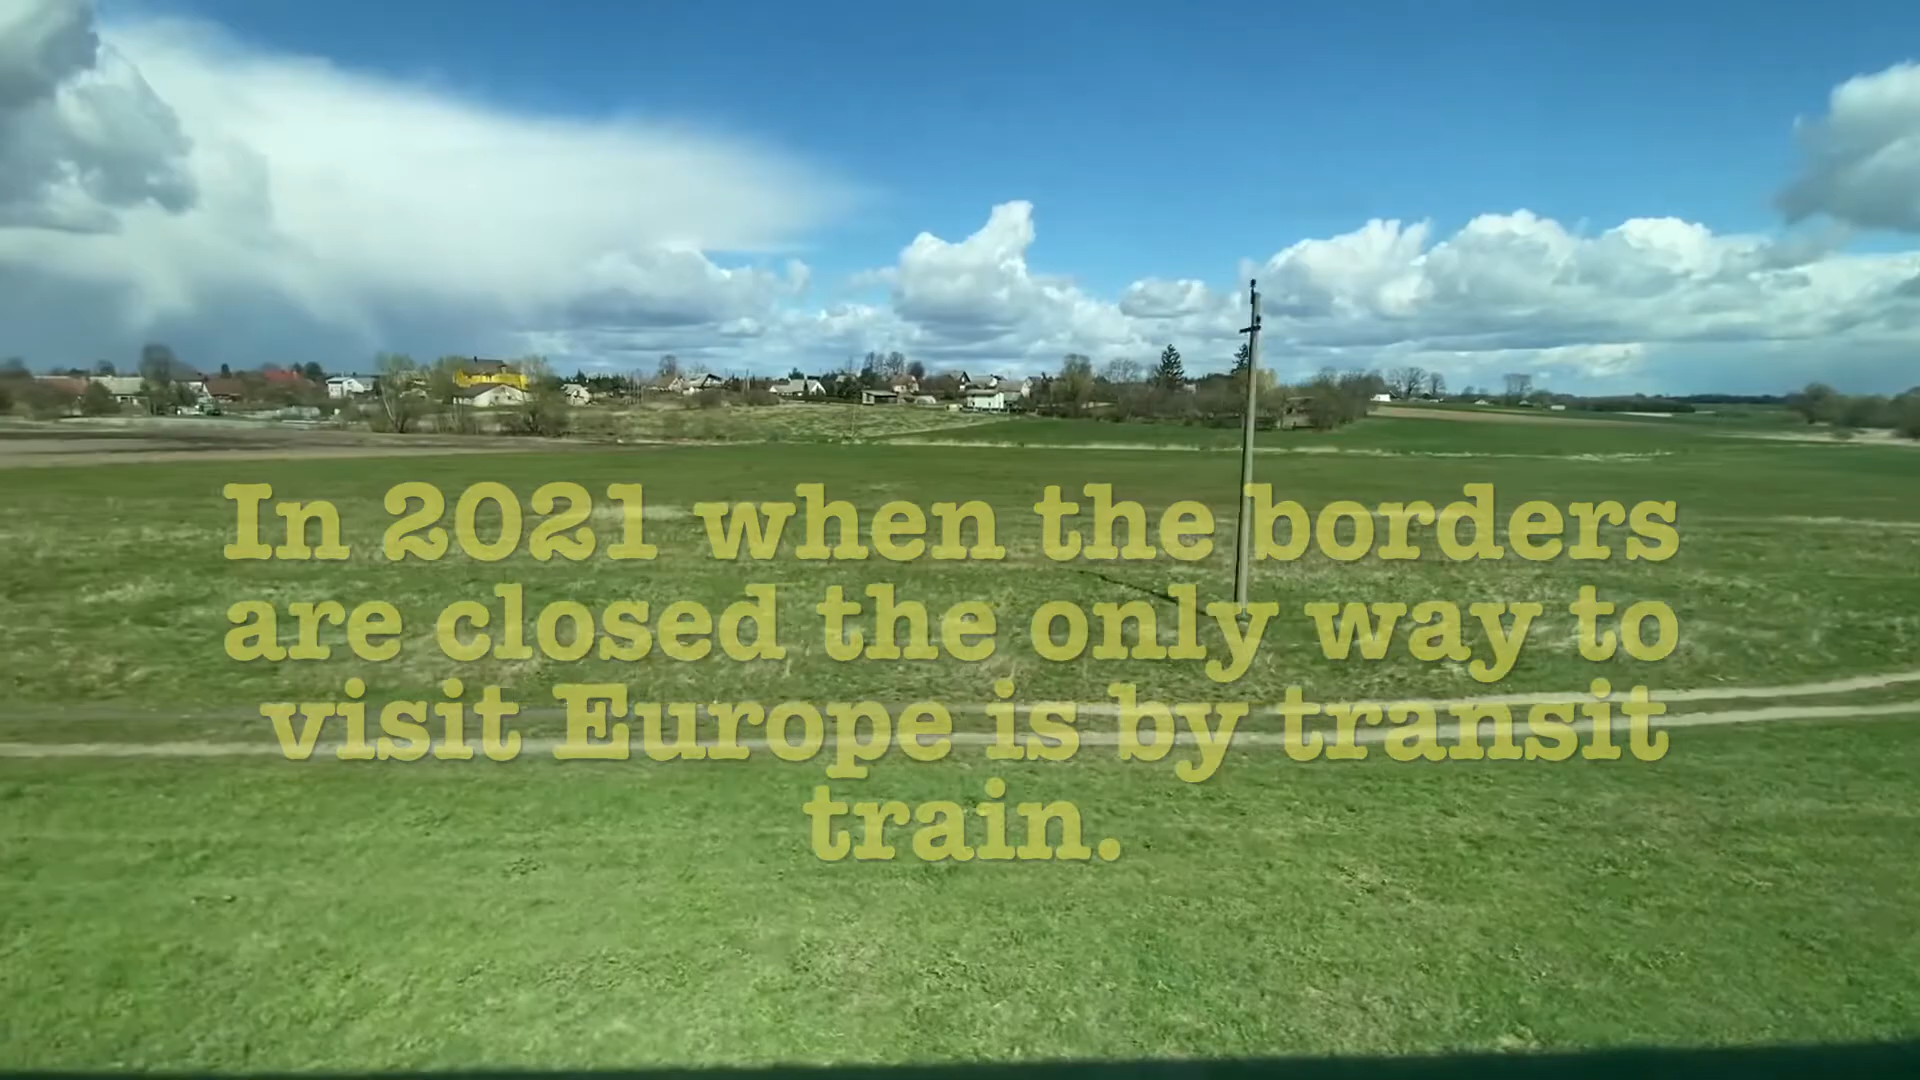 In 2021 when the borders
are closed the only way to
visit Europe is by transit
train.